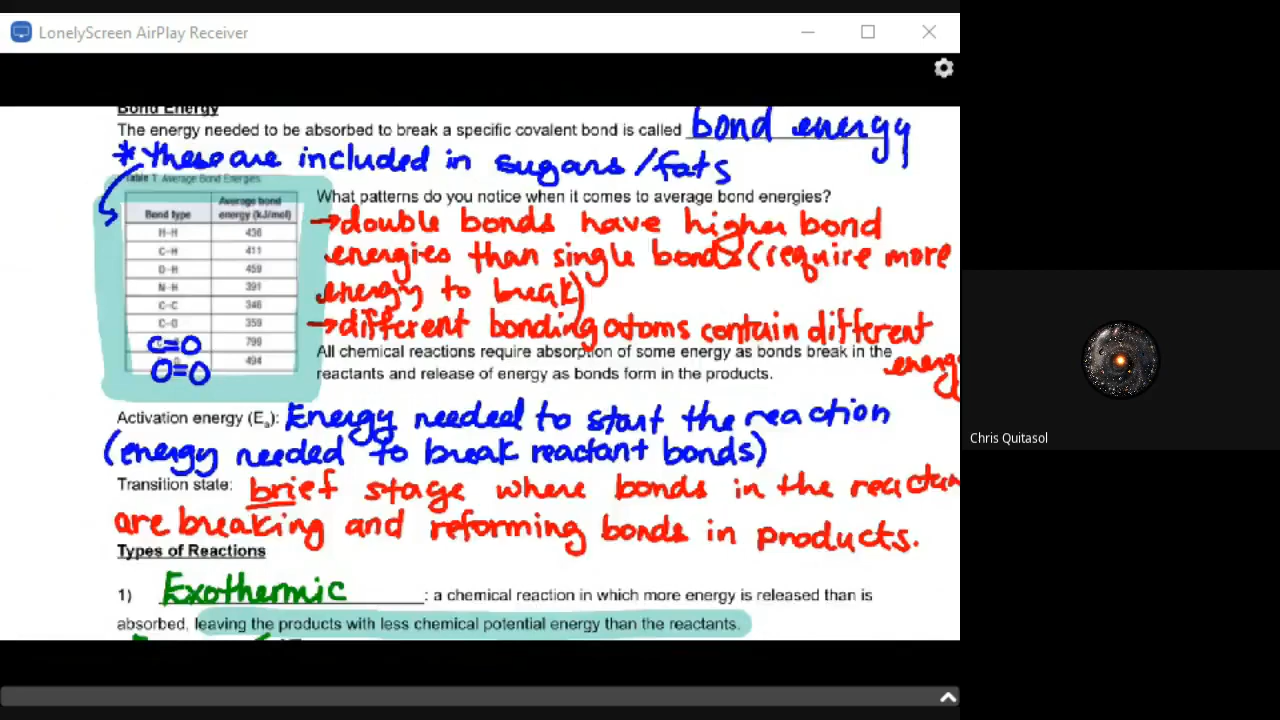 LonelyScreen AirPlay Receiver
Bond Energy
The energy needed to be absorbed to break a specific covalent bond is called bond energy
* these are included in sugars/fats
Table 1 Average Bond Energies
Bond type Average bond energy (kJ/mol)
H-H 436
C-H 411
O-H 459
N-H 391
C-C 346
C-O 359
C=O 799
O=O 494
What patterns do you notice when it comes to average bond energies?
→double bonds have higher bond
energies than single bonds (require more
energy to break)
→different bonding atoms contain different
energy
All chemical reactions require absorption of some energy as bonds break in the
reactants and release of energy as bonds form in the products.
Activation energy (Ea): Energy needed to start the reaction
(energy needed to break reactant bonds)
Transition state: brief stage where bonds in the reactan
are breaking and reforming bonds in products.
Types of Reactions
1) Exothermic : a chemical reaction in which more energy is released than is
absorbed, leaving the products with less chemical potential energy than the reactants.
Chris Quitasol